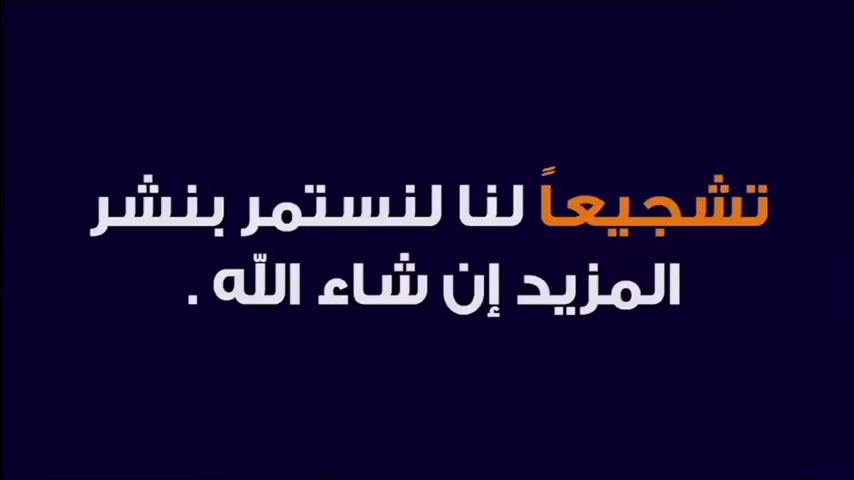 تشجيعاً لنا لنستمر بنشر
المزيد إن شاء الله .